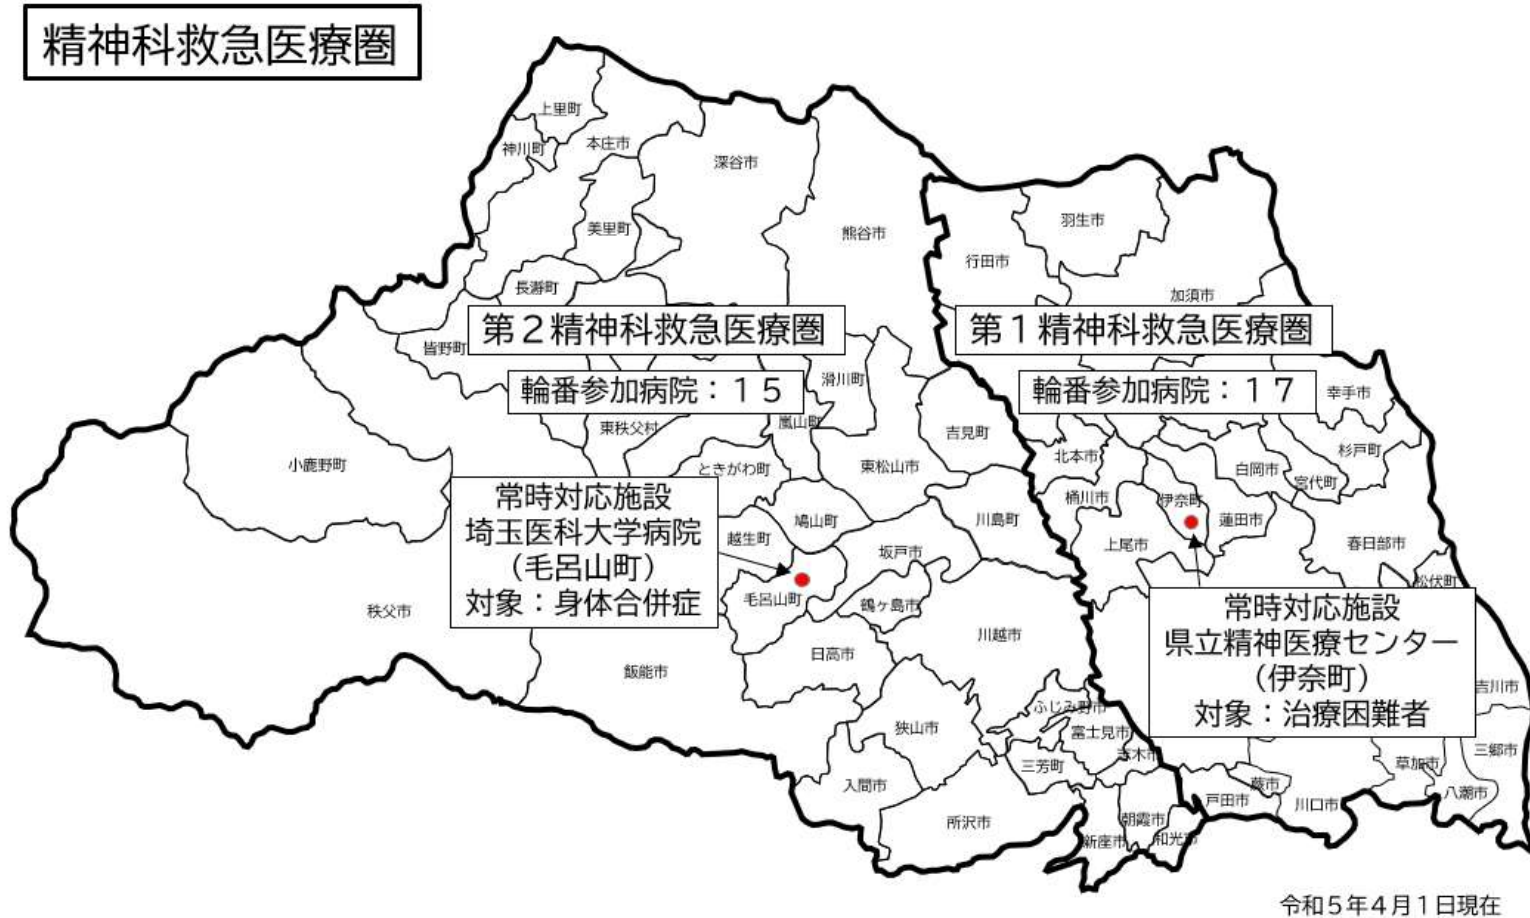 精神科救急医療圏
上里町
神川町
本庄市
深谷市
美里町
熊谷市
羽生市
行田市
長瀞町
加須市
第２精神科救急医療圏
第１精神科救急医療圏
皆野町
輪番参加病院：１５
滑川町
輪番参加病院：１７
幸手市
東秩父村
嵐山町
吉見町
小鹿野町
ときがわ町
東松山市
北本市
白岡市
杉戸町
宮代町
桶川市
伊奈町
蓮田市
常時対応施設
埼玉医科大学病院
（毛呂山町）
対象：身体合併症
鳩山町
川島町
越生町
坂戸市
上尾市
春日部市
松伏町
毛呂山町
鶴ヶ島市
秩父市
川越市
常時対応施設
県立精神医療センター
（伊奈町）
対象：治療困難者
飯能市
日高市
吉川市
ふじみ野市
狭山市
富士見市
志木市
三芳町
三郷市
草加市
入間市
戸田市
蕨市
川口市
八潮市
所沢市
朝霞市
新座市
和光市
令和５年４月１日現在